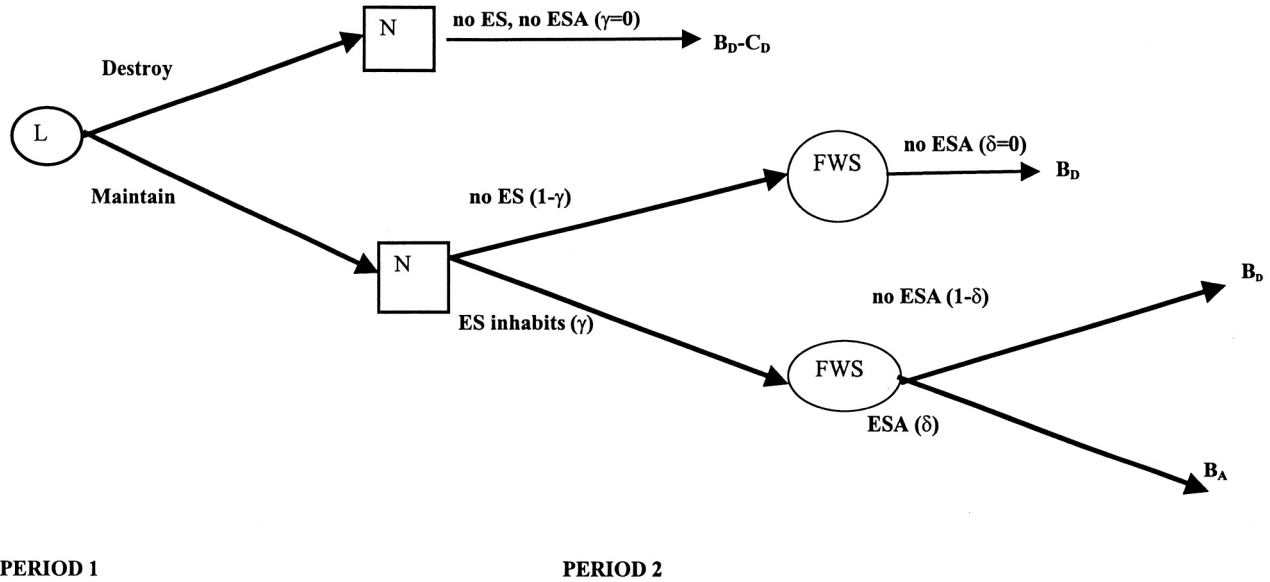 N
no ES, no ESA (γ=0)
B_D-C_D
Destroy
L
Maintain
no ES (1-γ)
FWS
no ESA (δ=0)
B_D
N
ES inhabits (γ)
no ESA (1-δ)
B_D
FWS
ESA (δ)
B_A
PERIOD 1
PERIOD 2